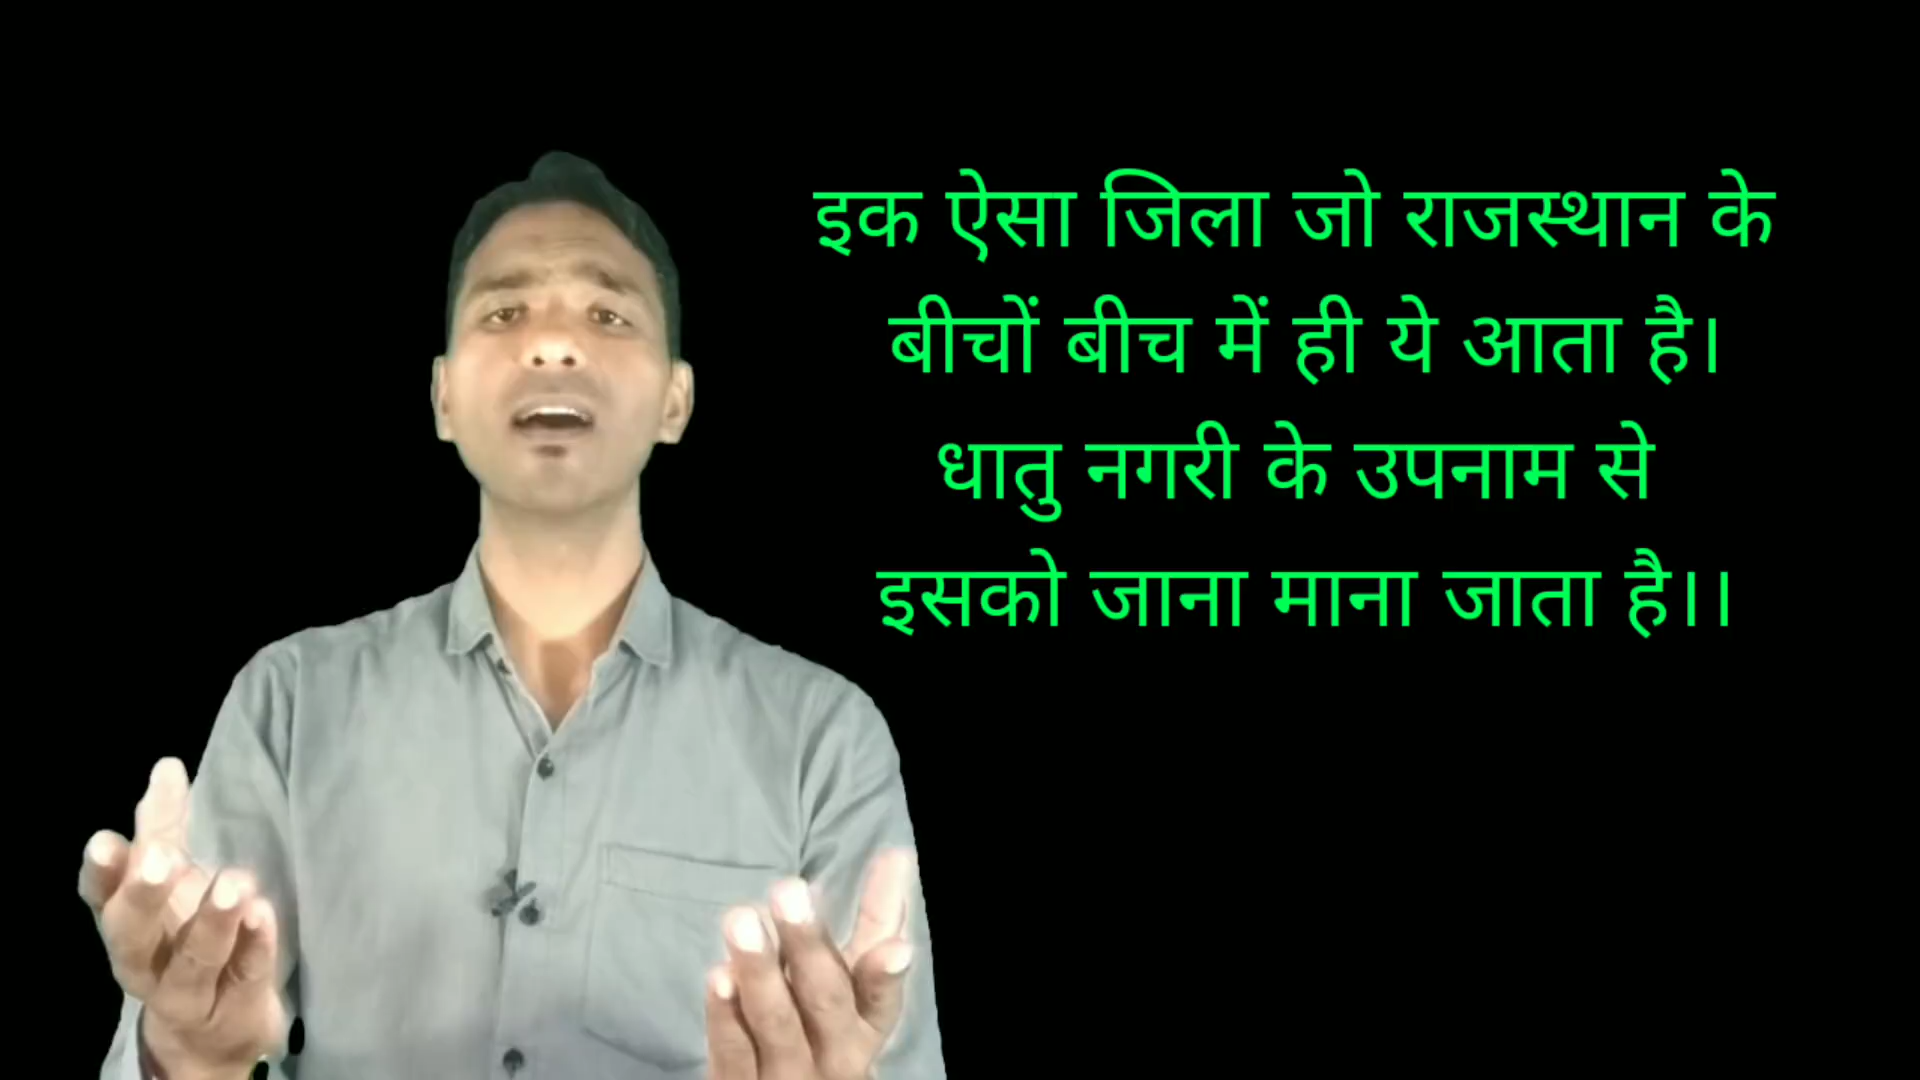 इक ऐसा जिला जो राजस्थान के
बीचों बीच में ही ये आता है।
धातु नगरी के उपनाम से
इसको जाना माना जाता है।।